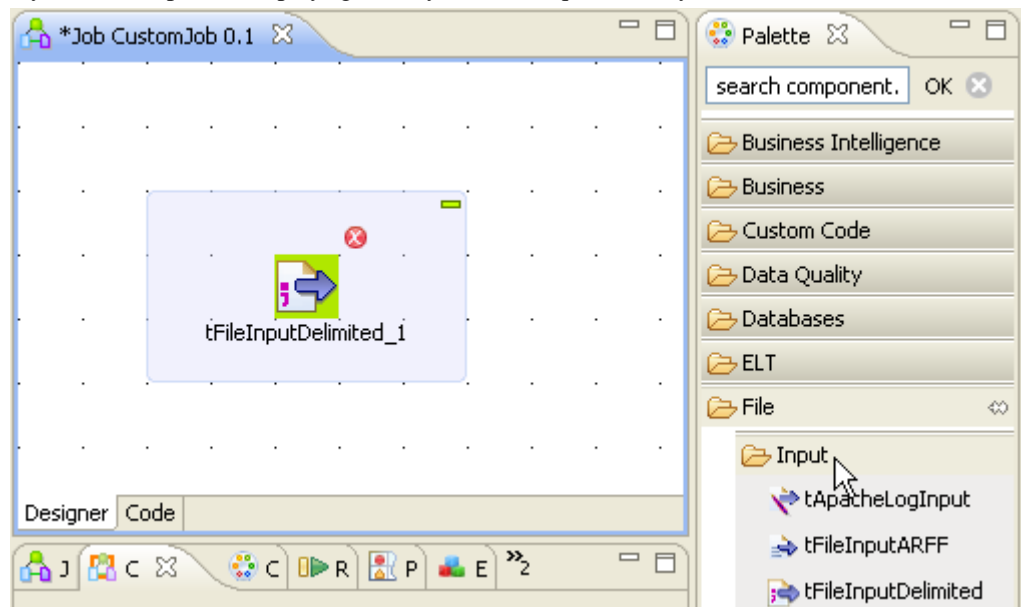 *Job CustomJob 0.1
Palette
search component.
OK
Business Intelligence
Business
Custom Code
Data Quality
Databases
ELT
File
Input
tApacheLogInput
tFileInputARFF
tFileInputDelimited
tFileInputDelimited_1
Designer
Code
J
C
C
R
P
E
»2